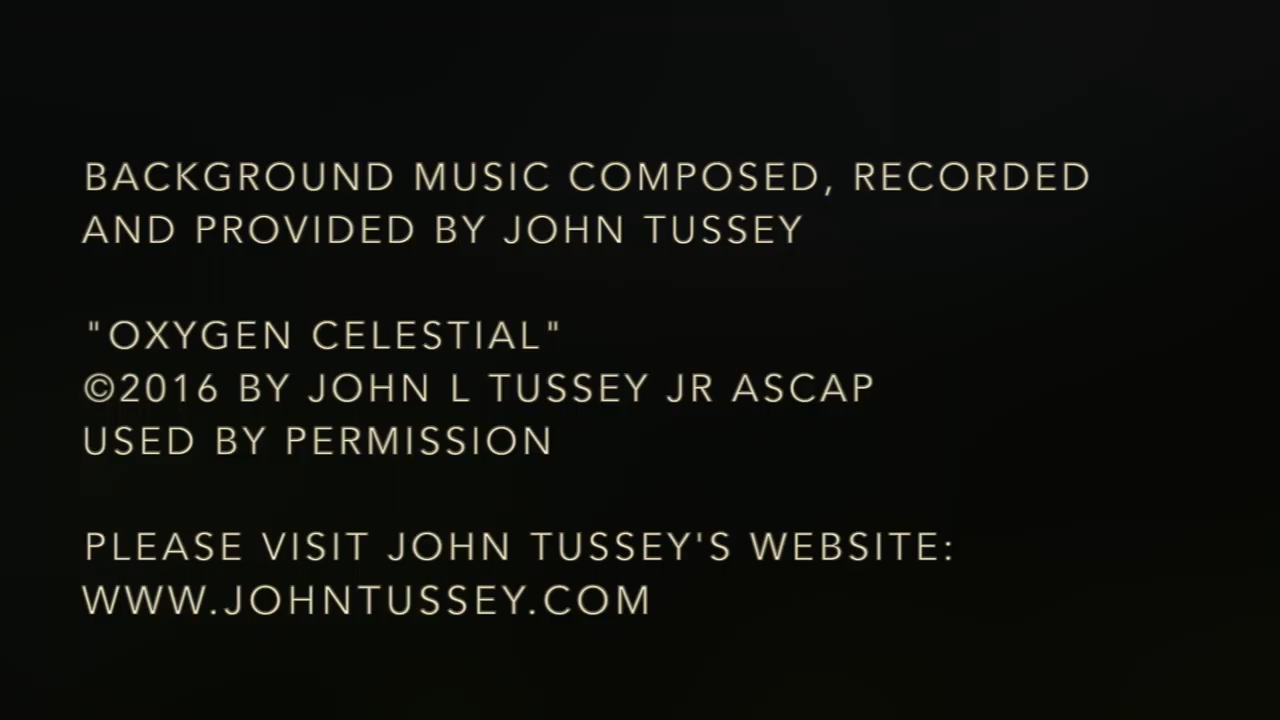 BACKGROUND MUSIC COMPOSED, RECORDED
AND PROVIDED BY JOHN TUSSEY
"OXYGEN CELESTIAL"
©2016 BY JOHN L TUSSEY JR ASCAP
USED BY PERMISSION
PLEASE VISIT JOHN TUSSEY'S WEBSITE:
WWW.JOHNTUSSEY.COM